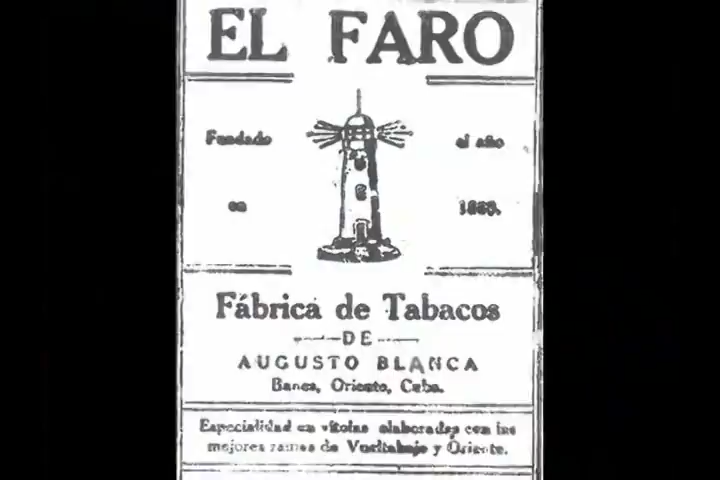 EL FARO
Fundado el año
en
Fábrica de Tabacos
DE
AUGUSTO BLANCA
Banes, Oriente, Cuba.
Especialidad en vitolas elaboradas con las
mejores ramas de Vueltabajo y Oriente.